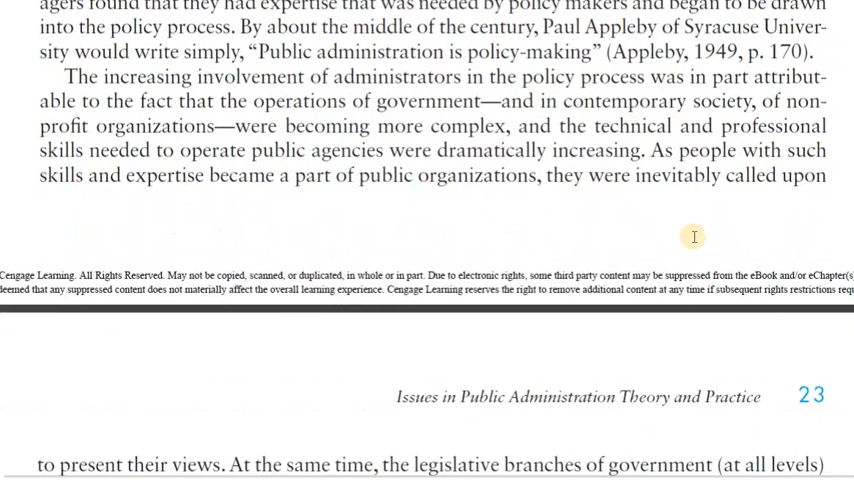 agers found that they had expertise that was needed by policy makers and began to be drawn
into the policy process. By about the middle of the century, Paul Appleby of Syracuse Univer-
sity would write simply, “Public administration is policy-making” (Appleby, 1949, p. 170).
The increasing involvement of administrators in the policy process was in part attribut-
able to the fact that the operations of government—and in contemporary society, of non-
profit organizations—were becoming more complex, and the technical and professional
skills needed to operate public agencies were dramatically increasing. As people with such
skills and expertise became a part of public organizations, they were inevitably called upon
Cengage Learning. All Rights Reserved. May not be copied, scanned, or duplicated, in whole or in part. Due to electronic rights, some third party content may be suppressed from the eBook and/or eChapter(s)
deemed that any suppressed content does not materially affect the overall learning experience. Cengage Learning reserves the right to remove additional content at any time if subsequent rights restrictions requ
Issues in Public Administration Theory and Practice 23
to present their views. At the same time, the legislative branches of government (at all levels)